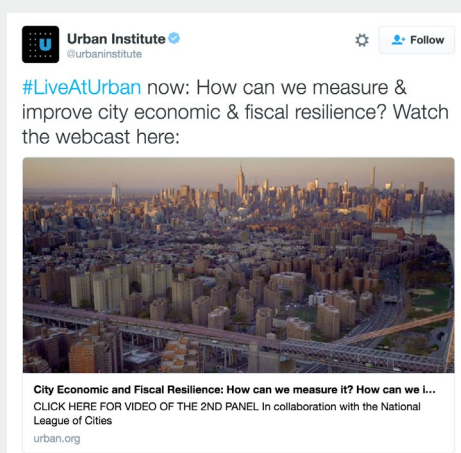 Urban Institute
@urbaninstitute
Follow
#LiveAtUrban now: How can we measure &
improve city economic & fiscal resilience? Watch
the webcast here:
City Economic and Fiscal Resilience: How can we measure it? How can we i...
CLICK HERE FOR VIDEO OF THE 2ND PANEL In collaboration with the National
League of Cities
urban.org